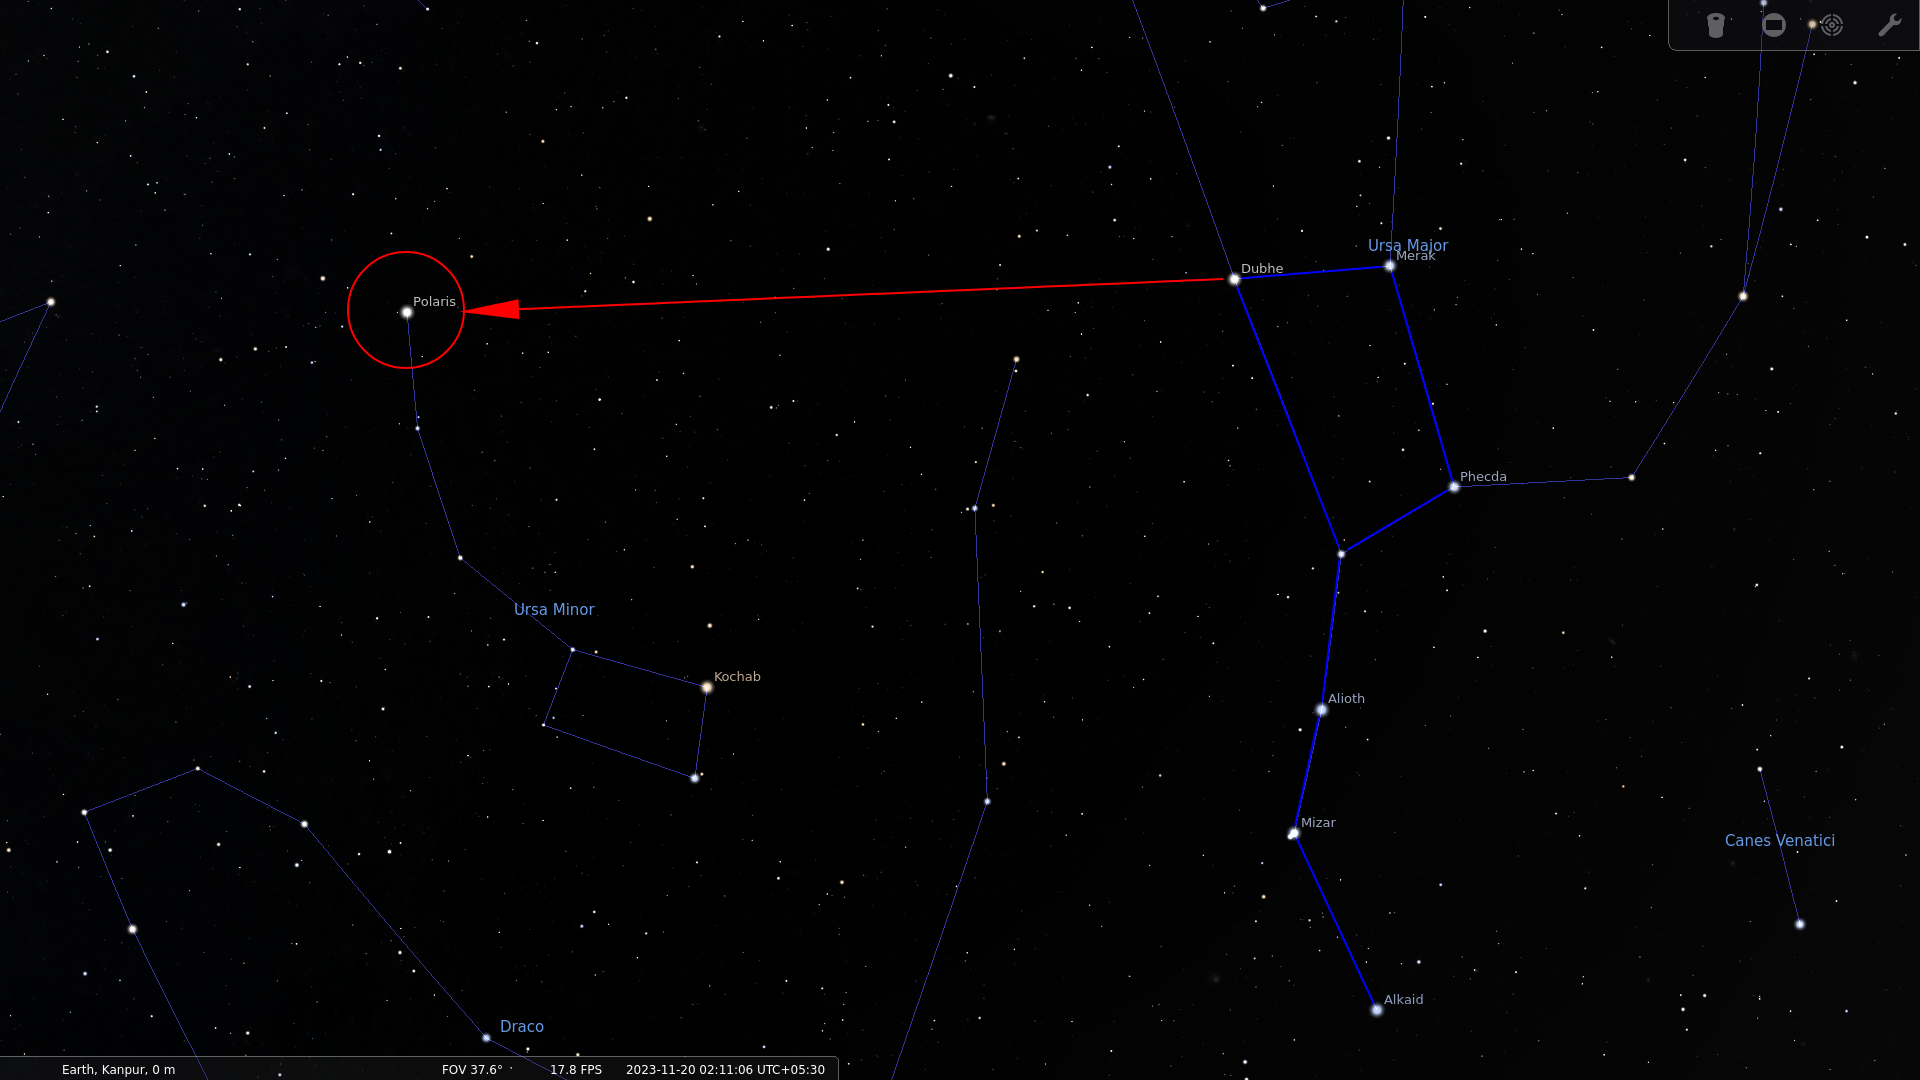 Ursa Major
Merak
Dubhe
Polaris
Phecda
Ursa Minor
Kochab
Alioth
Mizar
Canes Venatici
Alkaid
Draco
Earth, Kanpur, 0 m FOV 37.6° 17.8 FPS 2023-11-20 02:11:06 UTC+05:30